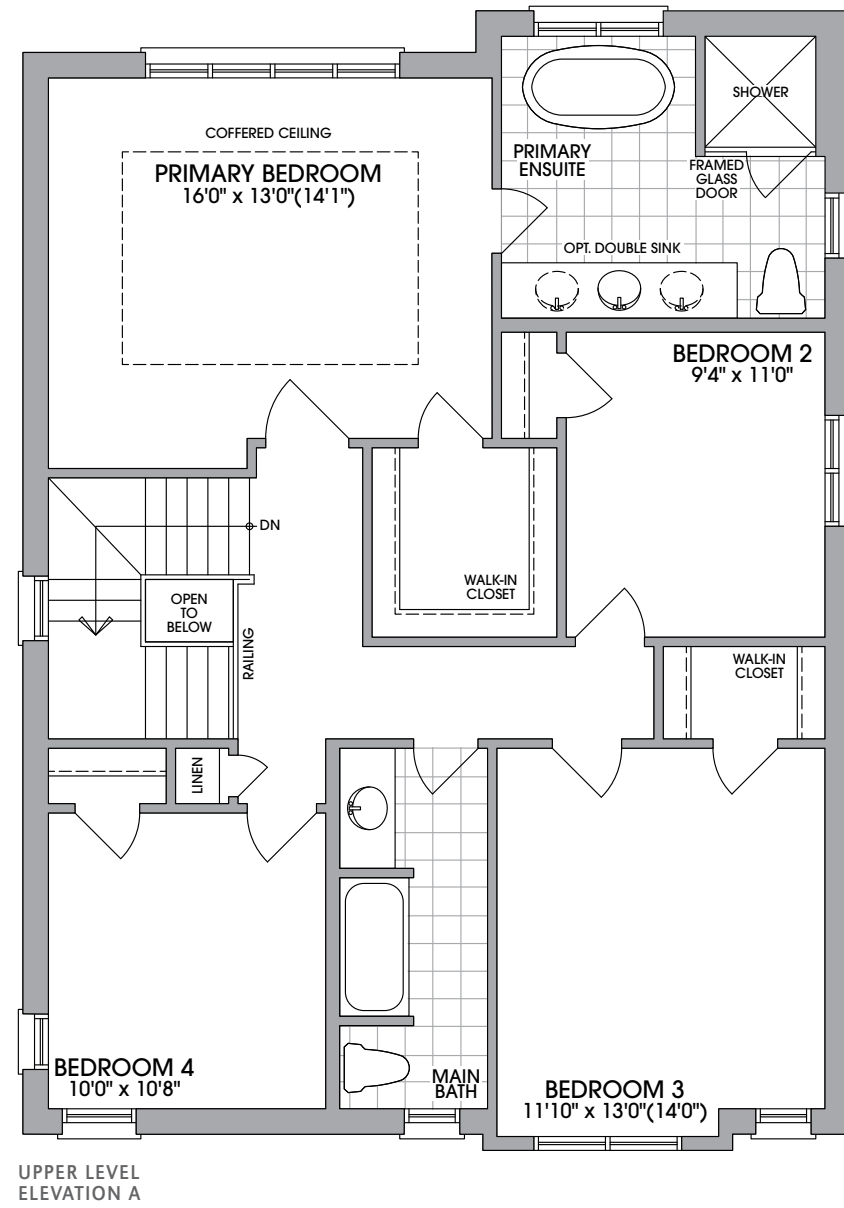 COFFERED CEILING
PRIMARY BEDROOM
16'0" x 13'0"(14'1")
PRIMARY
ENSUITE
SHOWER
FRAMED
GLASS
DOOR
OPT. DOUBLE SINK
BEDROOM 2
9'4" x 11'0"
DN
OPEN
TO
BELOW
RAILING
WALK-IN
CLOSET
WALK-IN
CLOSET
LINEN
BEDROOM 4
10'0" x 10'8"
MAIN
BATH
BEDROOM 3
11'10" x 13'0"(14'0")
UPPER LEVEL
ELEVATION A